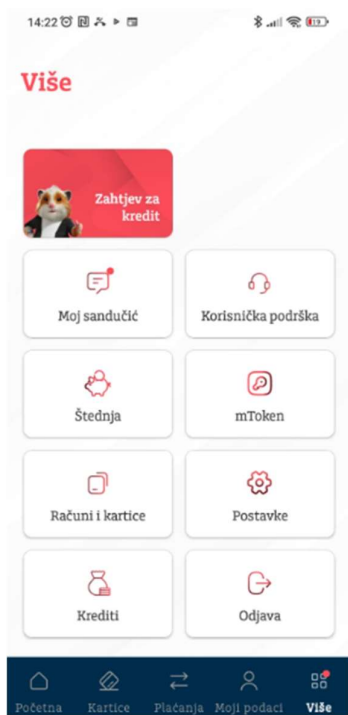 14:22
19
Više
Zahtjev za
kredit
Moj sandučić
Korisnička podrška
Štednja
mToken
Računi i kartice
Postavke
Krediti
Odjava
Početna Kartice Plaćanja Moji podaci Više